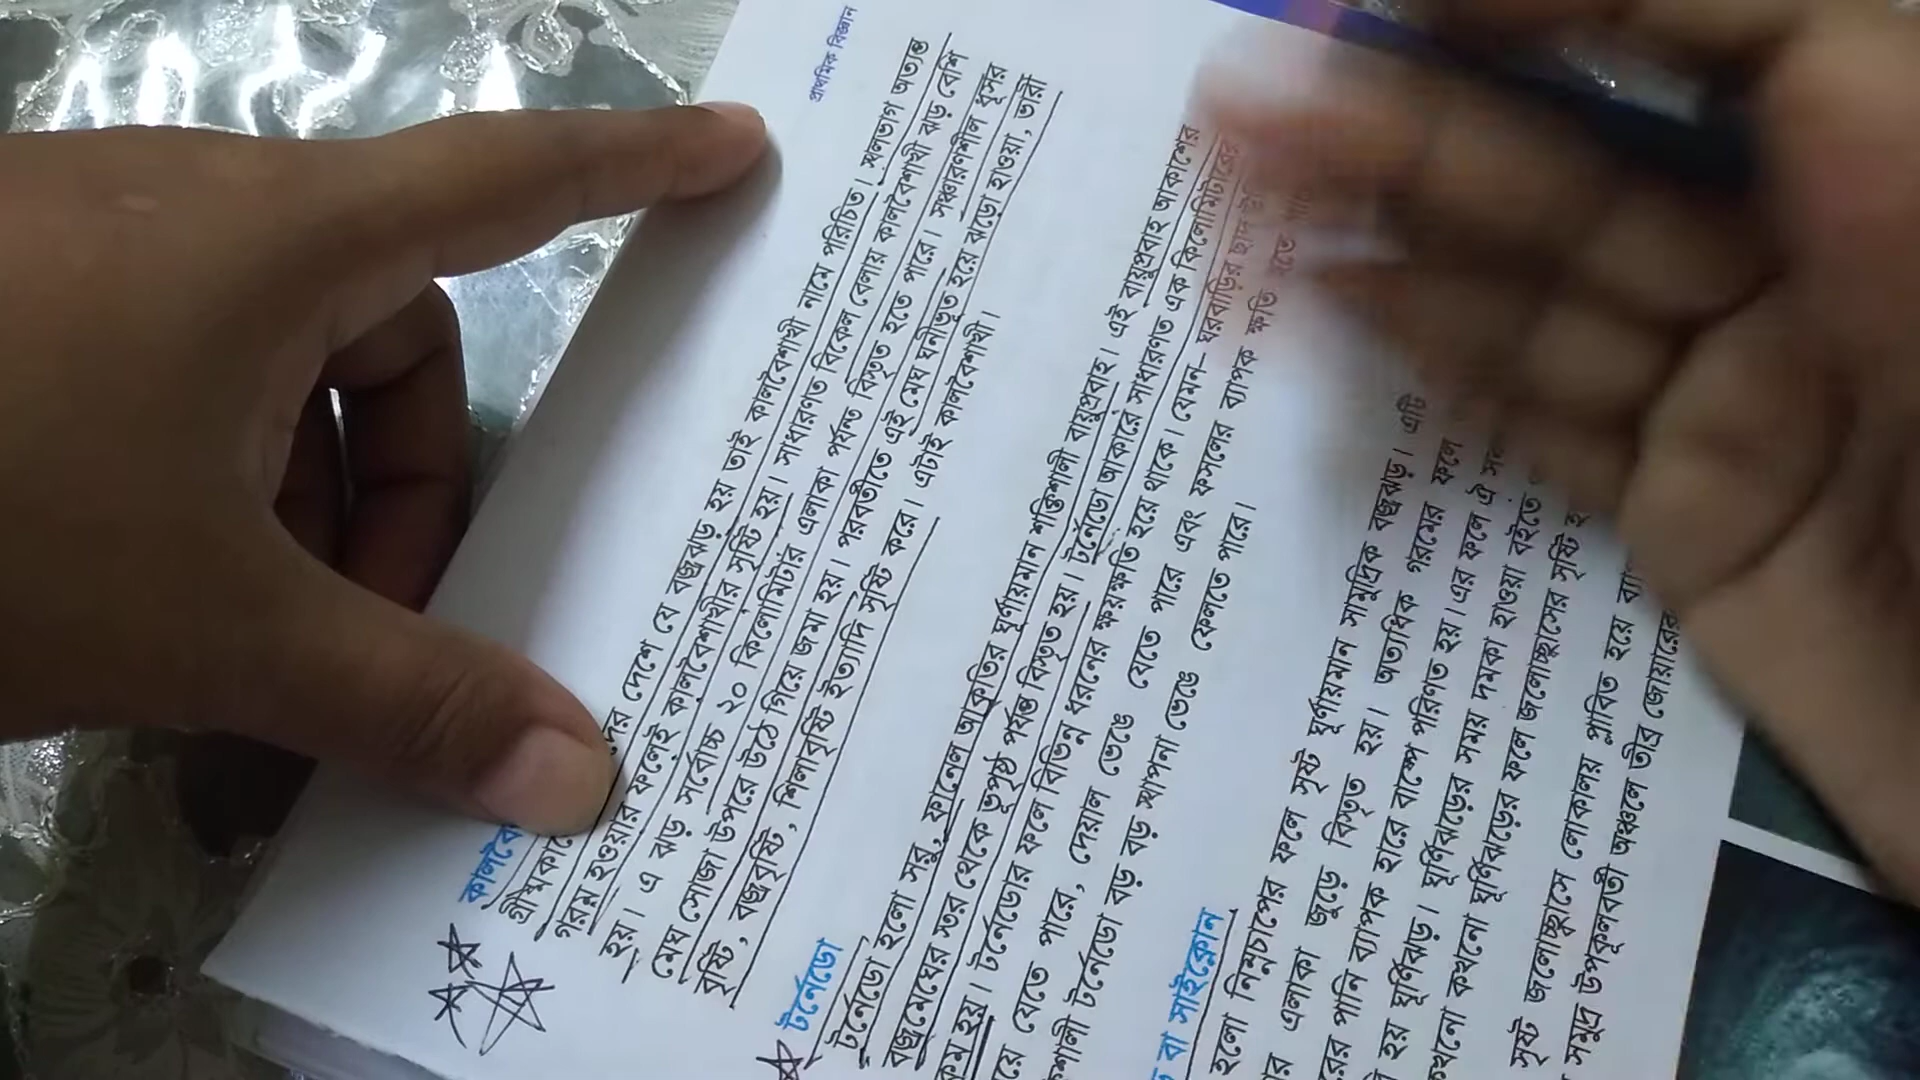 প্রাথমিক বিজ্ঞান
কালবৈ
দের দেশে যে বজ্রঝড় হয় তাই কালবৈশাখী নামে পরিচিত। স্থলভাগ অত্যন্ত
গরম হওয়ার ফলেই কালবৈশাখীর সৃষ্টি হয়। সাধারণত বিকেল বেলায় কালবৈশাখী ঝড় বেশি
হয়। এ ঝড় সর্বোচ্চ ২০ কিলোমিটার এলাকা পর্যন্ত বিস্তৃত হতে পারে। সঞ্চরণশীল ধূসর
মেঘ সোজা উপরে উঠে গিয়ে জমা হয়। পরবর্তীতে এই মেঘ ঘনীভূত হয়ে ঝড়ো হাওয়া, ভারী
বৃষ্টি, বজ্রবৃষ্টি, শিলাবৃষ্টি ইত্যাদি সৃষ্টি করে। এটাই কালবৈশাখী।
টর্নেডো
টর্নেডো হলো সরু, ফানেল আকৃতির ঘূর্ণায়মান শক্তিশালী বায়ুপ্রবাহ। এই বায়ুপ্রবাহ আকাশের
বজ্রমেঘের স্তর থেকে ভূপৃষ্ঠ পর্যন্ত বিস্তৃত হয়। টর্নেডো আকারে সাধারণত এক কিলোমিটারের
কম হয়। টর্নেডোর ফলে বিভিন্ন ধরনের ক্ষয়ক্ষতি হয়ে থাকে। যেমন– ঘরবাড়ির ছাদ
যেতে পারে, দেয়াল ভেঙে যেতে পারে এবং ফসলের ব্যাপক ক্ষতি হতে
টর্নেডো বড় বড় স্থাপনা ভেঙে ফেলতে পারে।
বা সাইক্লোন
হলো নিম্নচাপের ফলে সৃষ্ট ঘূর্ণায়মান সামুদ্রিক বজ্রঝড়। এটি
এলাকা জুড়ে বিস্তৃত হয়। অত্যধিক গরমের ফলে
পানি ব্যাপক হারে বাষ্পে পরিণত হয়। এর ফলে ঐ
হয় ঘূর্ণিঝড়। ঘূর্ণিঝড়ের সময় দমকা হাওয়া বইতে
কখনো কখনো ঘূর্ণিঝড়ের ফলে জলোচ্ছ্বাসের সৃষ্টি
সৃষ্ট জলোচ্ছ্বাসে লোকালয় প্লাবিত হয়ে
সমুদ্র উপকূলবর্তী অঞ্চলে তীব্র জোয়ারের